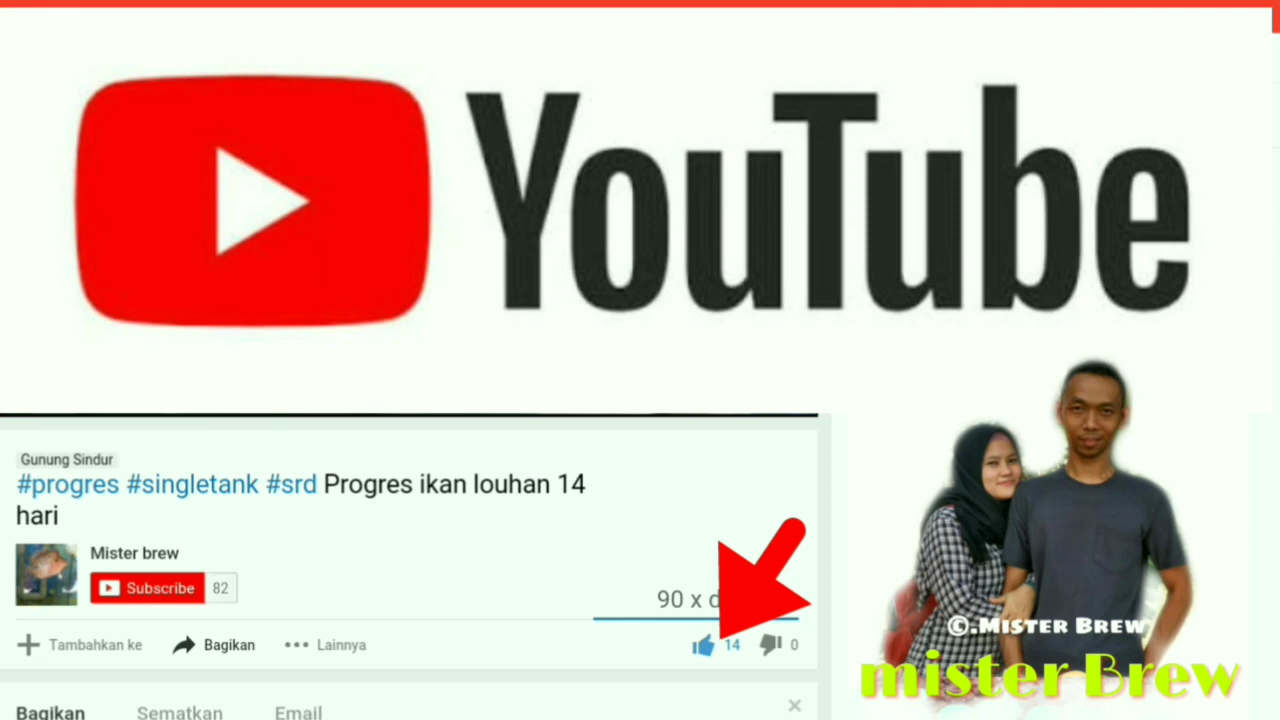 YouTube
Gunung Sindur
#progres #singletank #srd Progres ikan louhan 14
hari
Mister brew
Subscribe 82
90 x
Tambahkan ke Bagikan Lainnya
14 0
Bagikan Sematkan Email
©.Mister Brew
mister Brew